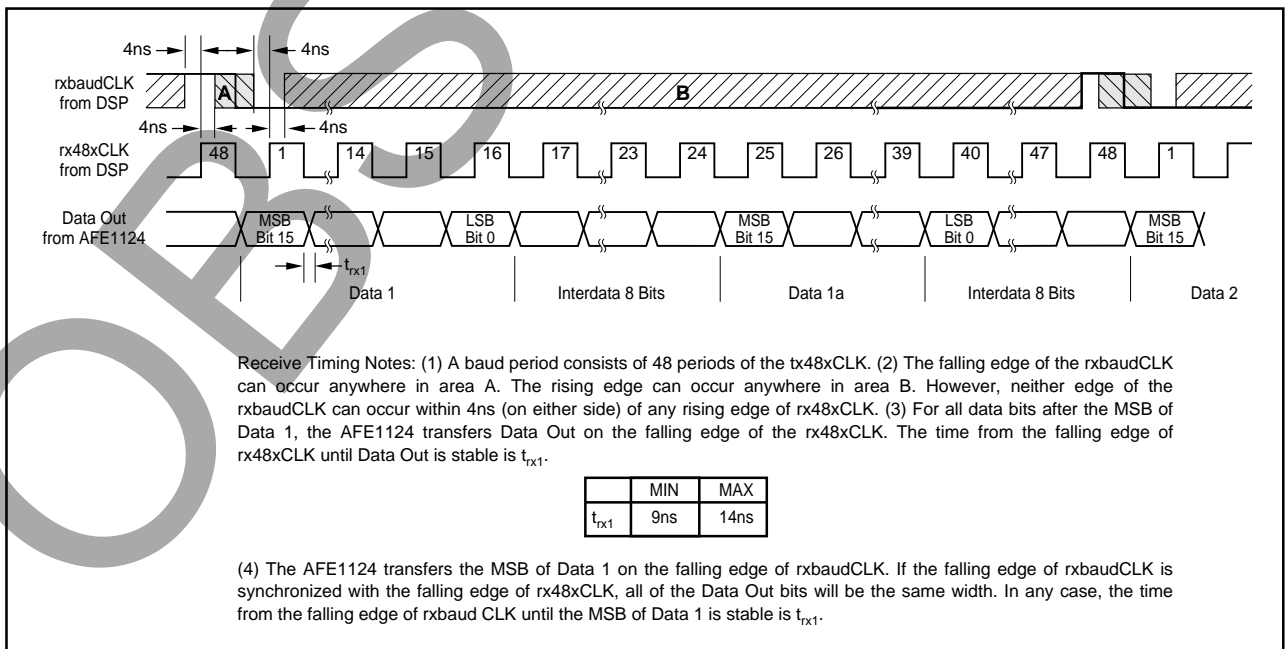 4ns 4ns
rxbaudCLK
from DSP
A B
4ns 4ns
rx48xCLK
from DSP
48 1 14 15 16 17 23 24 25 26 39 40 47 48 1
Data Out
from AFE1124
MSB
Bit 15
LSB
Bit 0
MSB
Bit 15
LSB
Bit 0
MSB
Bit 15
trx1
Data 1 Interdata 8 Bits Data 1a Interdata 8 Bits Data 2
Receive Timing Notes: (1) A baud period consists of 48 periods of the tx48xCLK. (2) The falling edge of the rxbaudCLK
can occur anywhere in area A. The rising edge can occur anywhere in area B. However, neither edge of the
rxbaudCLK can occur within 4ns (on either side) of any rising edge of rx48xCLK. (3) For all data bits after the MSB of
Data 1, the AFE1124 transfers Data Out on the falling edge of the rx48xCLK. The time from the falling edge of
rx48xCLK until Data Out is stable is trx1.
MIN MAX
trx1 9ns 14ns
(4) The AFE1124 transfers the MSB of Data 1 on the falling edge of rxbaudCLK. If the falling edge of rxbaudCLK is
synchronized with the falling edge of rx48xCLK, all of the Data Out bits will be the same width. In any case, the time
from the falling edge of rxbaud CLK until the MSB of Data 1 is stable is trx1.
OBS